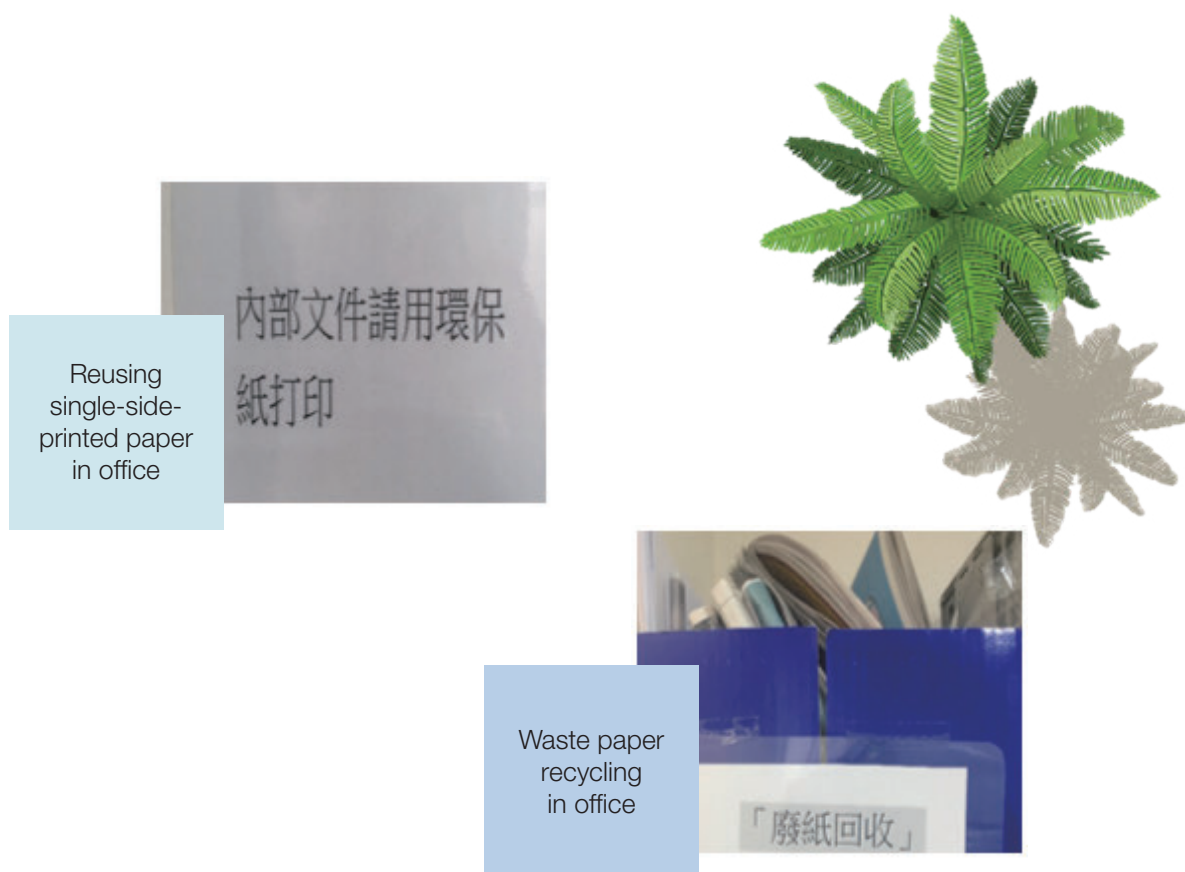 內部文件請用環保
紙打印
Reusing
single-side-
printed paper
in office
Waste paper
recycling
in office
「廢紙回收」